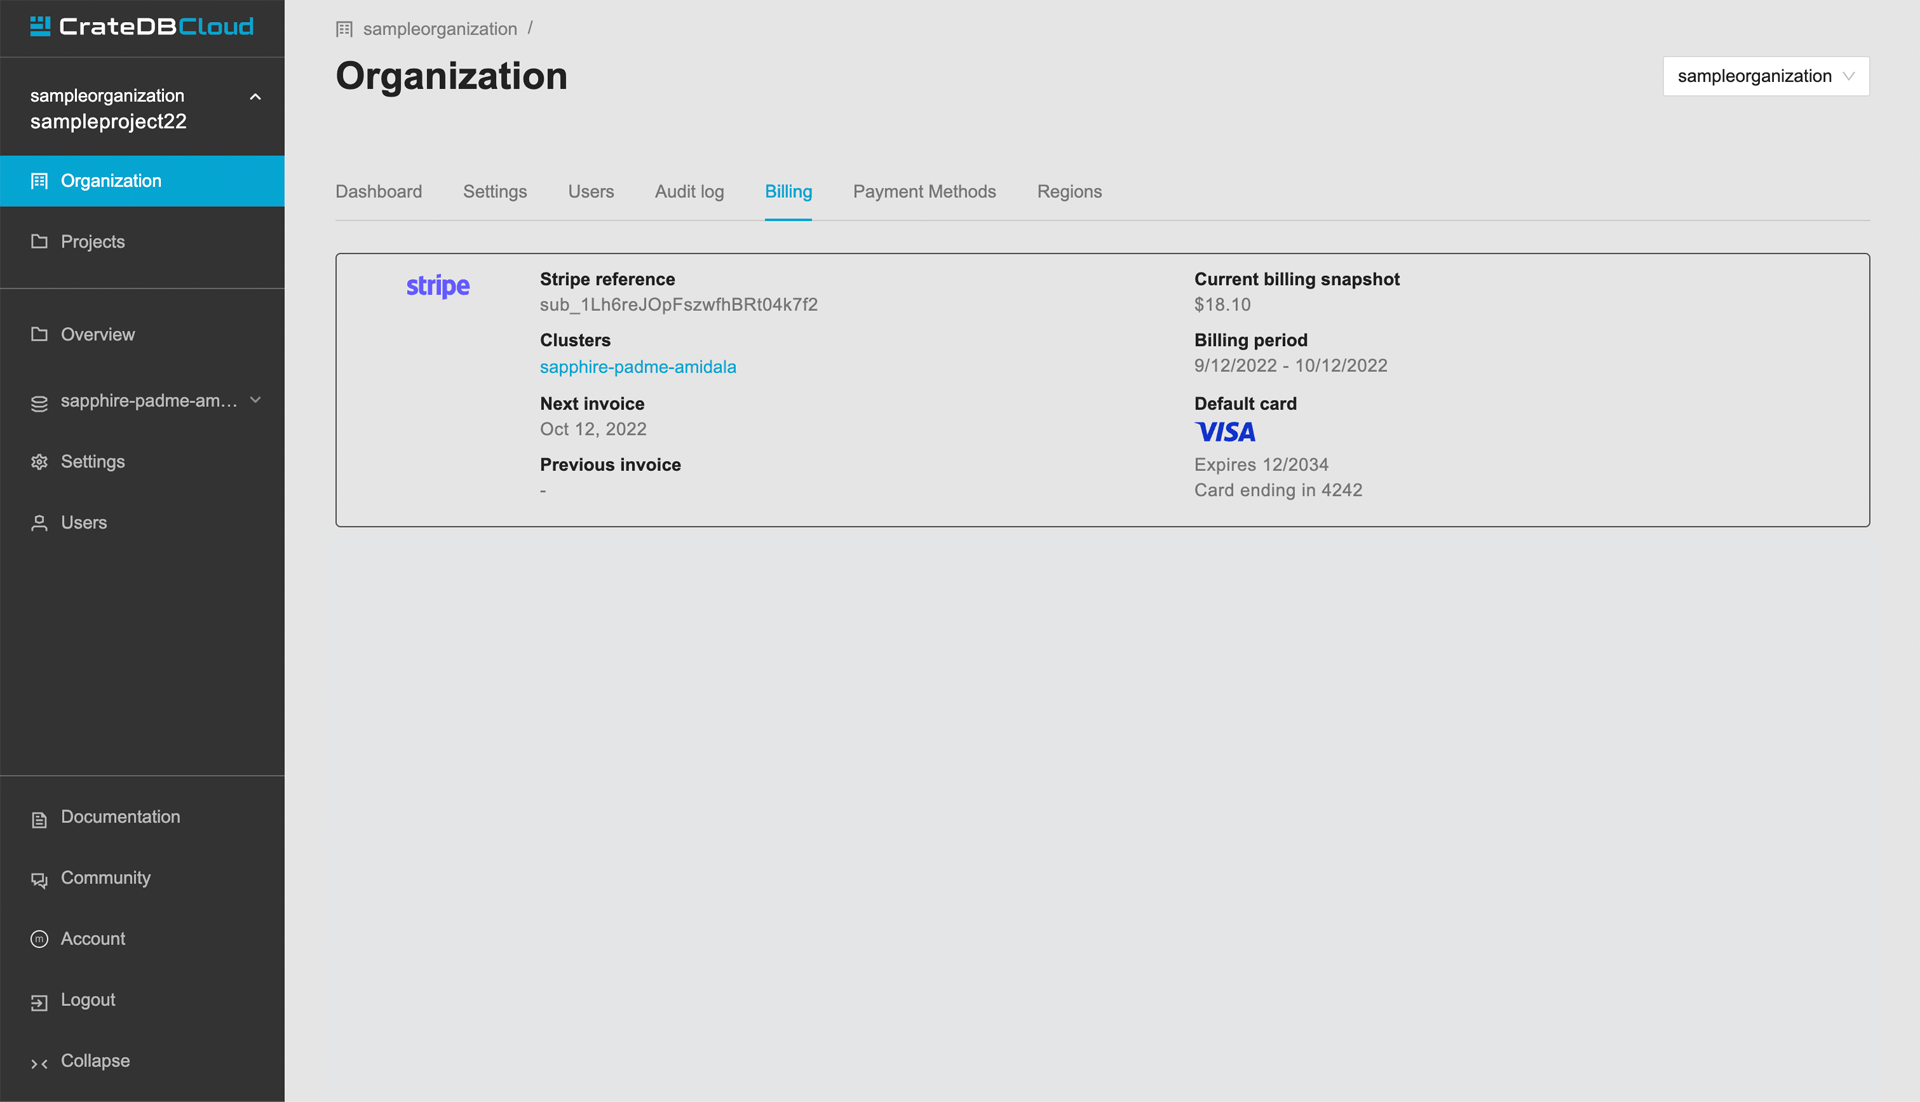 CrateDBCloud
sampleorganization
sampleproject22
Organization
Projects
Overview
sapphire-padme-am...
Settings
Users
Documentation
Community
m
Account
Logout
Collapse
sampleorganization /
Organization
sampleorganization
Dashboard Settings Users Audit log Billing Payment Methods Regions
stripe
Stripe reference
sub_1Lh6reJOpFszwfhBRt04k7f2
Clusters
sapphire-padme-amidala
Next invoice
Oct 12, 2022
Previous invoice
-
Current billing snapshot
$18.10
Billing period
9/12/2022 - 10/12/2022
Default card
VISA
Expires 12/2034
Card ending in 4242